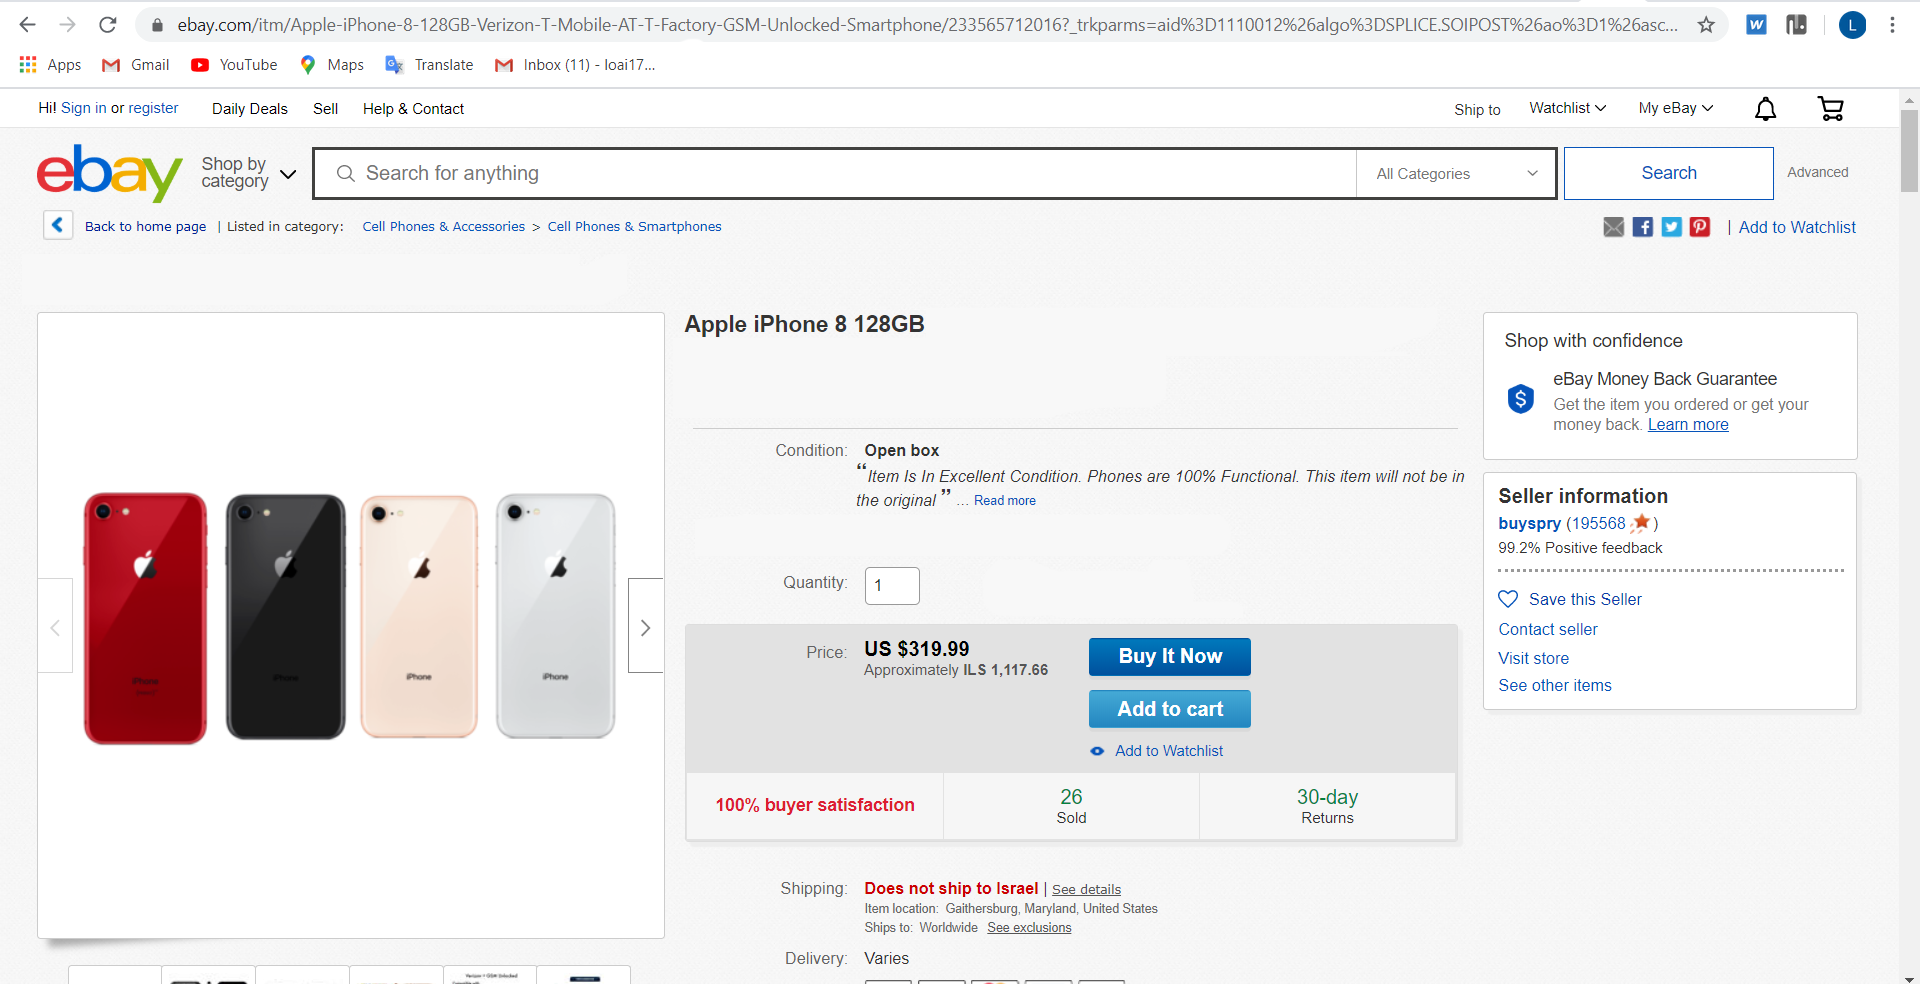 ebay.com/itm/Apple-iPhone-8-128GB-Verizon-T-Mobile-AT-T-Factory-GSM-Unlocked-Smartphone/233565712016?_trkparms=aid%3D1110012%26algo%3DSPLICE.SOIPOST%26ao%3D1%26asc...
W
L
Apps Gmail YouTube Maps Translate Inbox (11) - loai17...
Hi! Sign in or register Daily Deals Sell Help & Contact Ship to Watchlist My eBay
ebay Shop by category Search for anything All Categories Search Advanced
Back to home page | Listed in category: Cell Phones & Accessories > Cell Phones & Smartphones | Add to Watchlist
Apple iPhone 8 128GB
Condition: Open box
“Item Is In Excellent Condition. Phones are 100% Functional. This item will not be in
the original ” ... Read more
Quantity: 1
Price: US $319.99
Approximately ILS 1,117.66
Buy It Now
Add to cart
Add to Watchlist
100% buyer satisfaction
26
Sold
30-day
Returns
Shipping: Does not ship to Israel | See details
Item location: Gaithersburg, Maryland, United States
Ships to: Worldwide See exclusions
Delivery: Varies
Shop with confidence
eBay Money Back Guarantee
Get the item you ordered or get your
money back. Learn more
Seller information
buyspry (195568 )
99.2% Positive feedback
Save this Seller
Contact seller
Visit store
See other items
iPhone iPhone iPhone iPhone
Verizon + GSM Unlocked